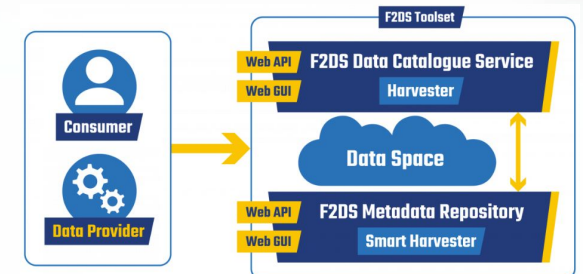 F2DS Toolset
Web API
F2DS Data Catalogue Service
Web GUI
Harvester
Consumer
Data Space
Data Provider
Web API
F2DS Metadata Repository
Web GUI
Smart Harvester